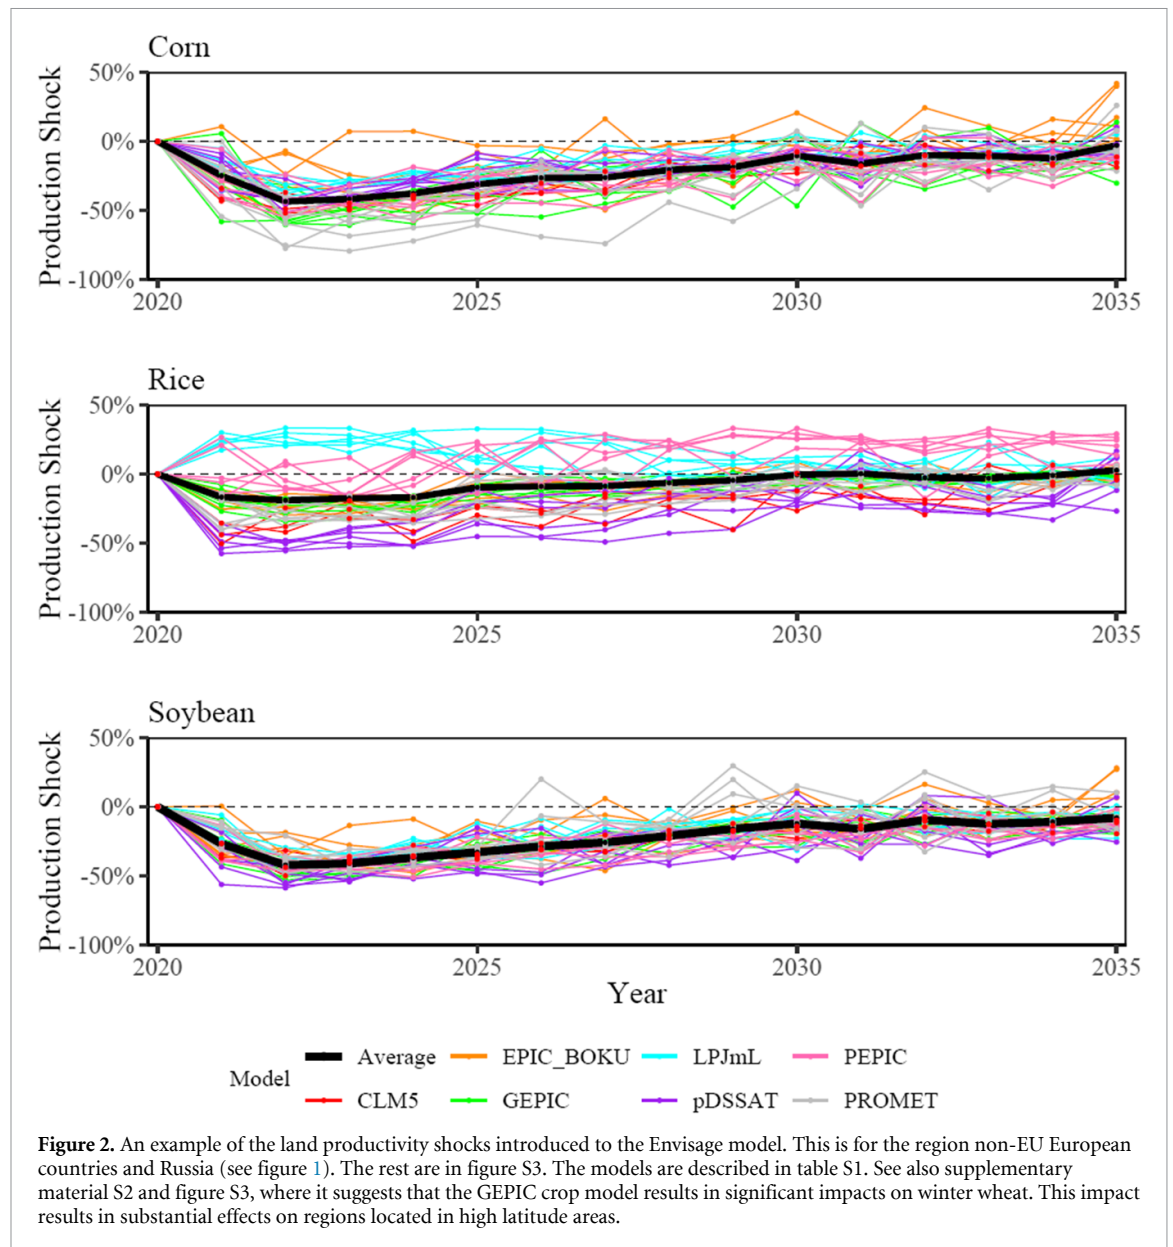 Corn
Production Shock
50%
0%
-50%
-100%
2020 2025 2030 2035
Rice
Production Shock
50%
0%
-50%
-100%
2020 2025 2030 2035
Soybean
Production Shock
50%
0%
-50%
-100%
2020 2025 2030 2035
Year
Model
Average EPIC_BOKU LPJmL PEPIC
CLM5 GEPIC pDSSAT PROMET
Figure 2. An example of the land productivity shocks introduced to the Envisage model. This is for the region non-EU European
countries and Russia (see figure 1). The rest are in figure S3. The models are described in table S1. See also supplementary
material S2 and figure S3, where it suggests that the GEPIC crop model results in significant impacts on winter wheat. This impact
results in substantial effects on regions located in high latitude areas.